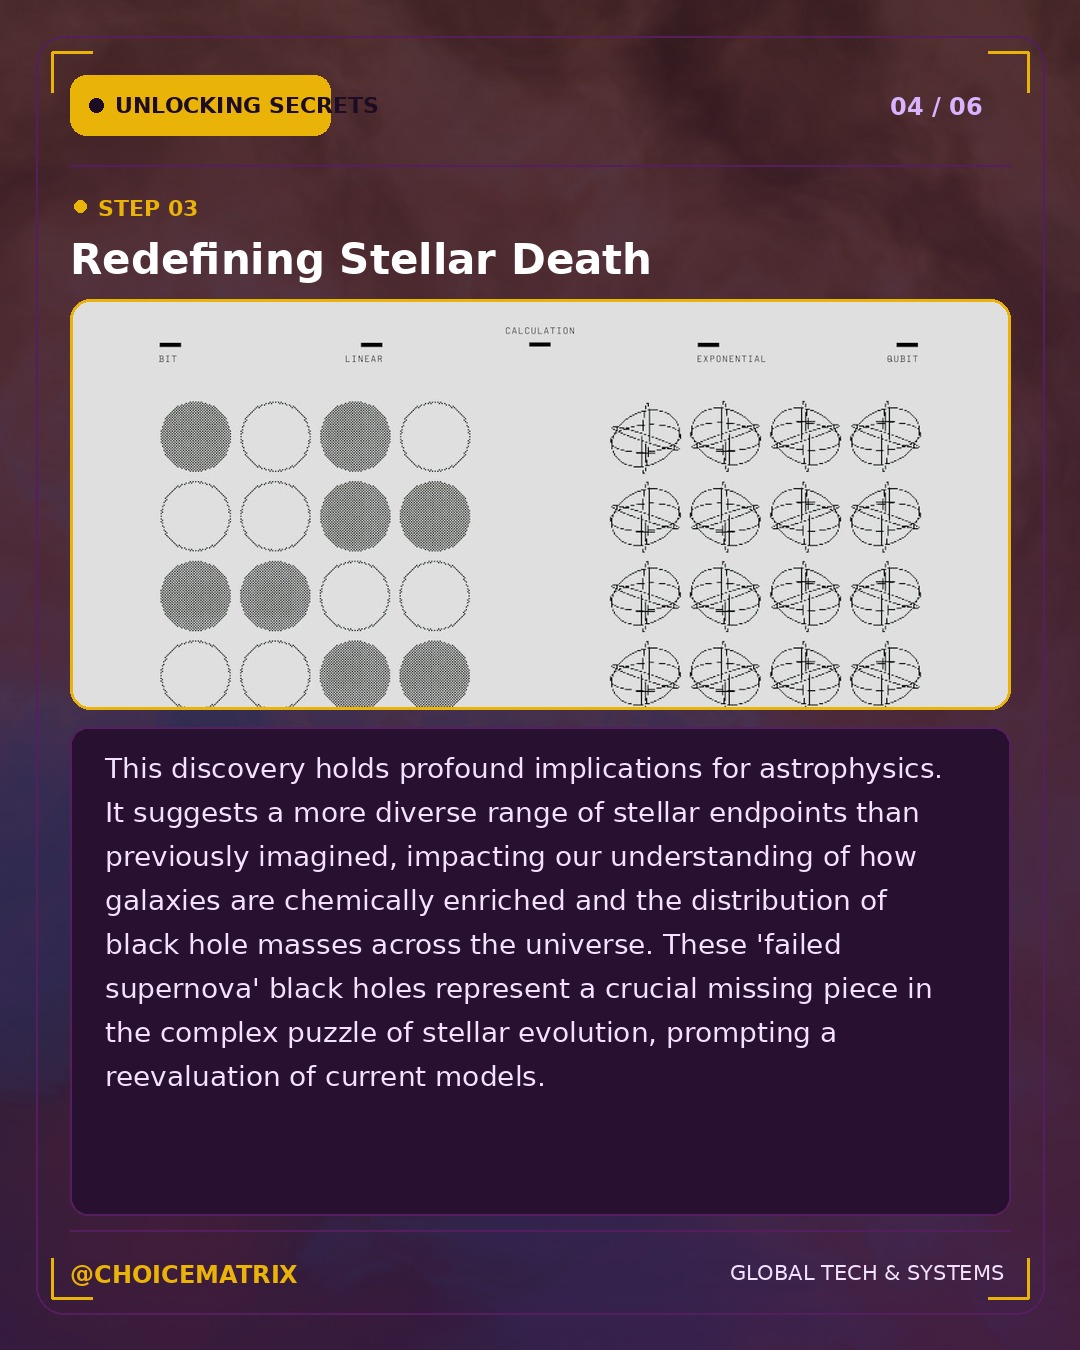 UNLOCKING SECRETS
04 / 06
STEP 03
Redefining Stellar Death
CALCULATION
BIT
LINEAR
EXPONENTIAL
QUBIT
This discovery holds profound implications for astrophysics.
It suggests a more diverse range of stellar endpoints than
previously imagined, impacting our understanding of how
galaxies are chemically enriched and the distribution of
black hole masses across the universe. These 'failed
supernova' black holes represent a crucial missing piece in
the complex puzzle of stellar evolution, prompting a
reevaluation of current models.
@CHOICEMATRIX
GLOBAL TECH & SYSTEMS